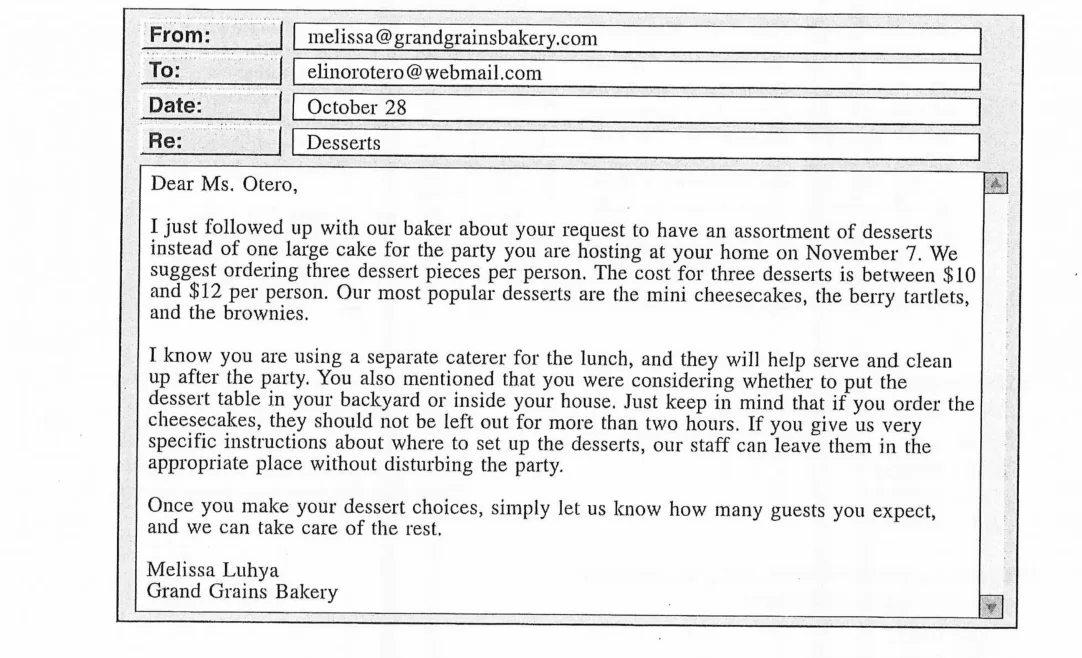 From: melissa@grandgrainsbakery.com
To: elinorotero@webmail.com
Date: October 28
Re: Desserts
Dear Ms. Otero,
I just followed up with our baker about your request to have an assortment of desserts
instead of one large cake for the party you are hosting at your home on November 7. We
suggest ordering three dessert pieces per person. The cost for three desserts is between $10
and $12 per person. Our most popular desserts are the mini cheesecakes, the berry tartlets,
and the brownies.
I know you are using a separate caterer for the lunch, and they will help serve and clean
up after the party. You also mentioned that you were considering whether to put the
dessert table in your backyard or inside your house. Just keep in mind that if you order the
cheesecakes, they should not be left out for more than two hours. If you give us very
specific instructions about where to set up the desserts, our staff can leave them in the
appropriate place without disturbing the party.
Once you make your dessert choices, simply let us know how many guests you expect,
and we can take care of the rest.
Melissa Luhya
Grand Grains Bakery